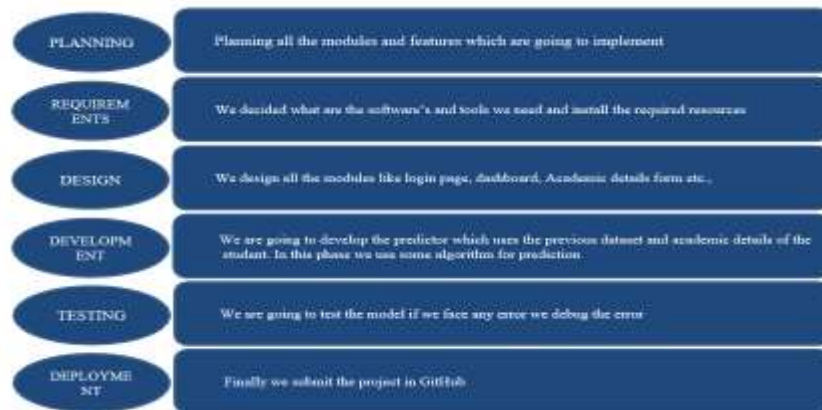 PLANNING
Planning all the modules and features which are going to implement
REQUIREM
ENTS
We decided what are the software's and tools we need and install the required resources
DESIGN
We design all the modules like login page, dashboard, Academic details form etc.,
DEVELOPM
ENT
We are going to develop the predictor which uses the previous dataset and academic details of the
student. In this phase we use some algorithm for prediction
TESTING
We are going to test the model if we face any error we debug the error
DEPLOYME
NT
Finally we submit the project in GitHub